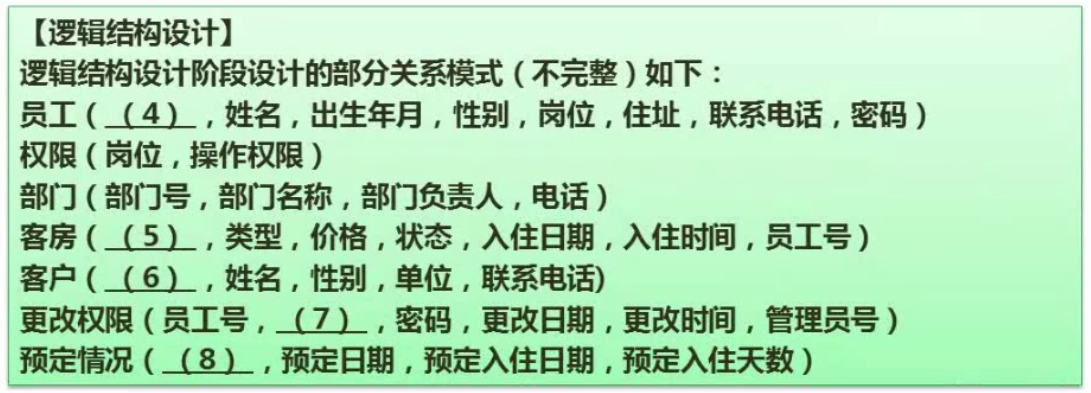 【逻辑结构设计】
逻辑结构设计阶段设计的部分关系模式（不完整）如下：
员工（（4），姓名，出生年月，性别，岗位，住址，联系电话，密码）
权限（岗位，操作权限）
部门（部门号，部门名称，部门负责人，电话）
客房（（5），类型，价格，状态，入住日期，入住时间，员工号）
客户（（6），姓名，性别，单位，联系电话)
更改权限（员工号，（7），密码，更改日期，更改时间，管理员号）
预定情况（（8），预定日期，预定入住日期，预定入住天数）